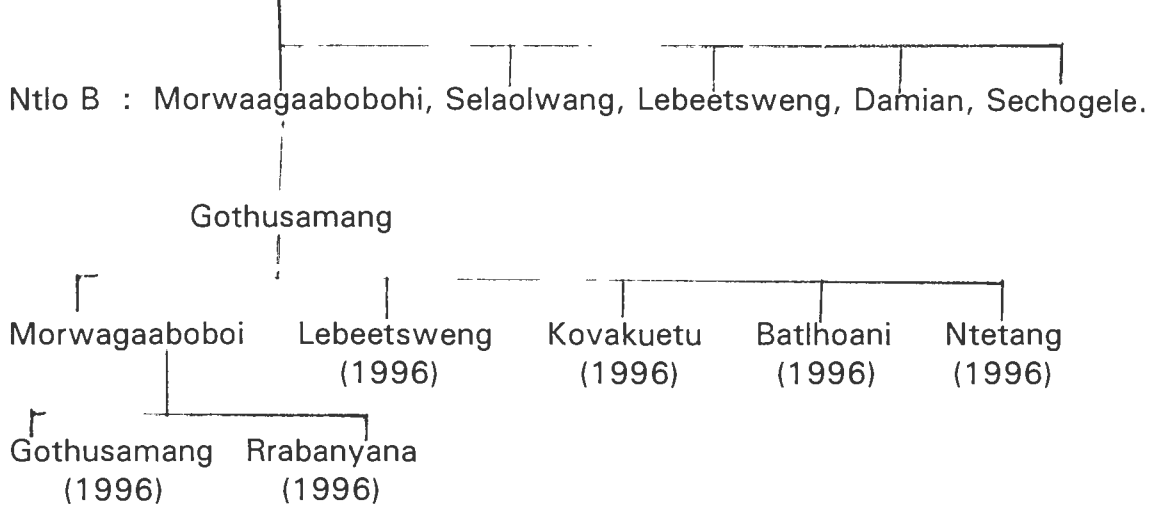 Ntlo B : Morwaagaabobohi, Selaolwang, Lebeetsweng, Damian, Sechogele.
Gothusamang
Morwagaaboboi Lebeetsweng Kovakuetu Batlhoani Ntetang
(1996) (1996) (1996) (1996)
Gothusamang Rrabanyana
(1996) (1996)